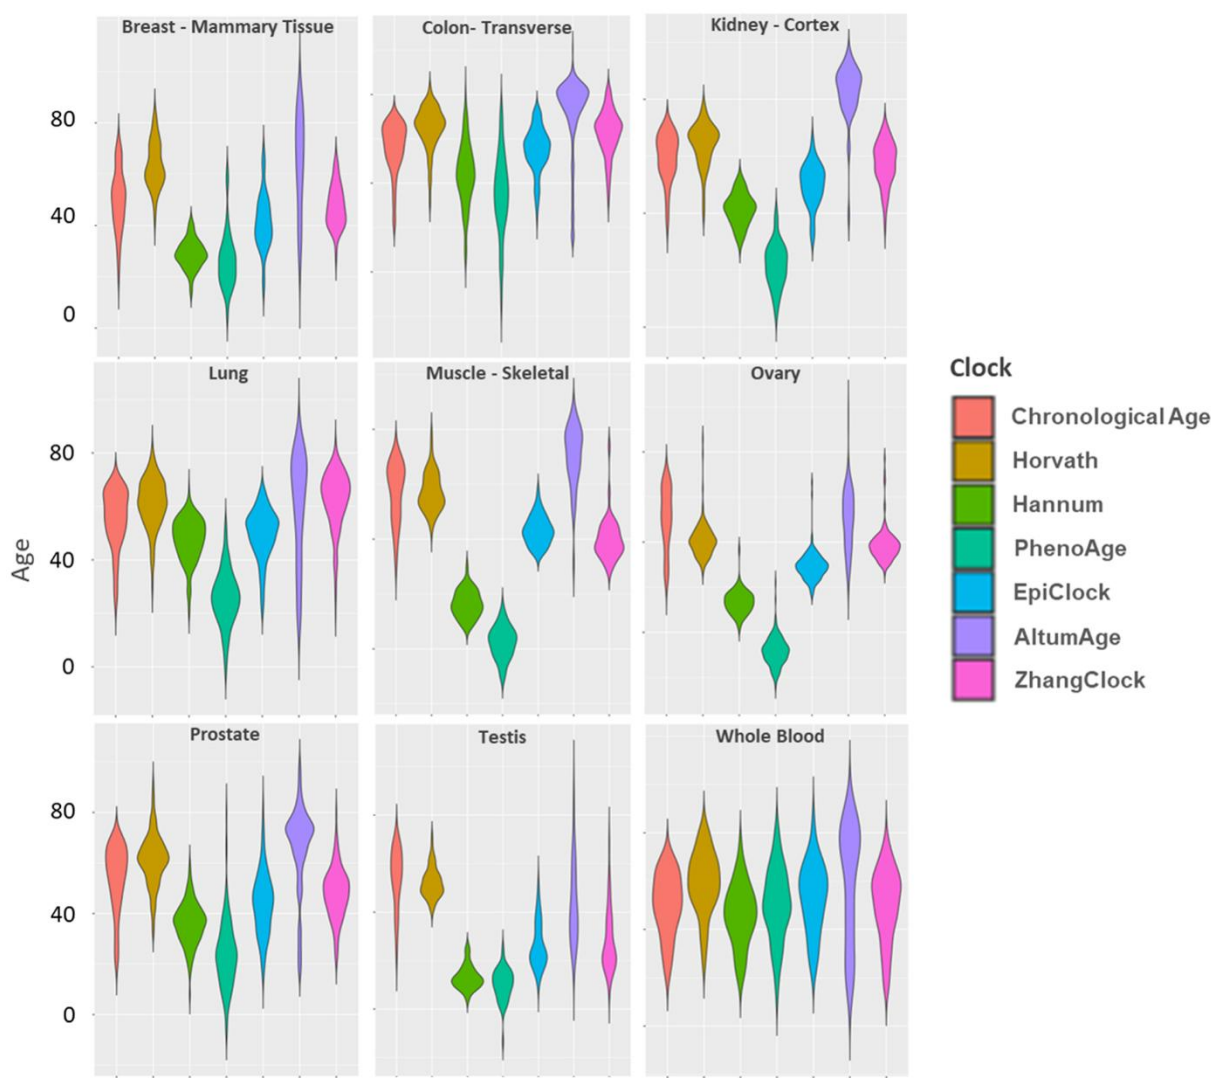 Breast - Mammary Tissue
Colon- Transverse
Kidney - Cortex
80
40
0
Lung
Muscle - Skeletal
Ovary
80
40
0
Age
Prostate
Testis
Whole Blood
80
40
0
Clock
Chronological Age
Horvath
Hannum
PhenoAge
EpiClock
AltumAge
ZhangClock